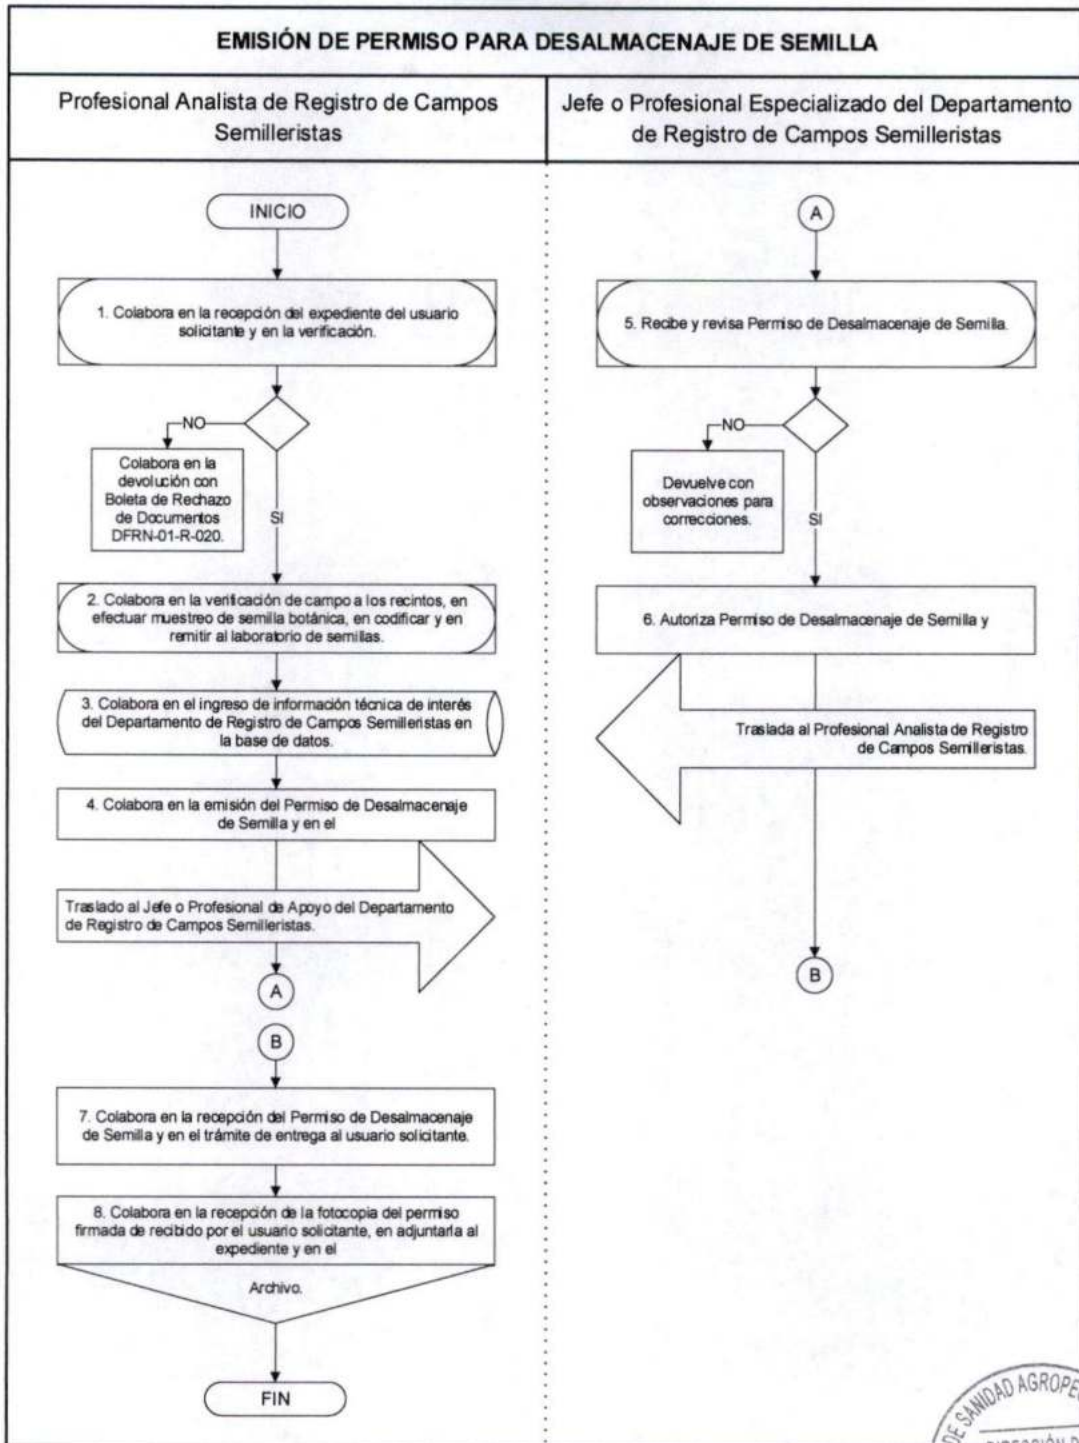 EMISIÓN DE PERMISO PARA DESALMACENAJE DE SEMILLA
Profesional Analista de Registro de Campos
Semilleristas
Jefe o Profesional Especializado del Departamento
de Registro de Campos Semilleristas
INICIO
1. Colabora en la recepción del expediente del usuario
solicitante y en la verificación.
NO
Colabora en la
devolución con
Boleta de Rechazo
de Documentos
DFRN-01-R-020.
SI
2. Colabora en la verificación de campo a los recintos, en
efectuar muestreo de semilla botánica, en codificar y en
remitir al laboratorio de semillas.
3. Colabora en el ingreso de información técnica de interés
del Departamento de Registro de Campos Semilleristas en
la base de datos.
4. Colabora en la emisión del Permiso de Desalmacenaje
de Semilla y en el
Traslado al Jefe o Profesional de Apoyo del Departamento
de Registro de Campos Semilleristas.
A
B
7. Colabora en la recepción del Permiso de Desalmacenaje
de Semilla y en el trámite de entrega al usuario solicitante.
8. Colabora en la recepción de la fotocopia del permiso
firmada de recibido por el usuario solicitante, en adjuntarla al
expediente y en el
Archivo.
FIN
A
5. Recibe y revisa Permiso de Desalmacenaje de Semilla.
NO
Devuelve con
observaciones para
correcciones.
SI
6. Autoriza Permiso de Desalmacenaje de Semilla y
Traslada al Profesional Analista de Registro
de Campos Semilleristas.
B
DE SANIDAD AGROPE